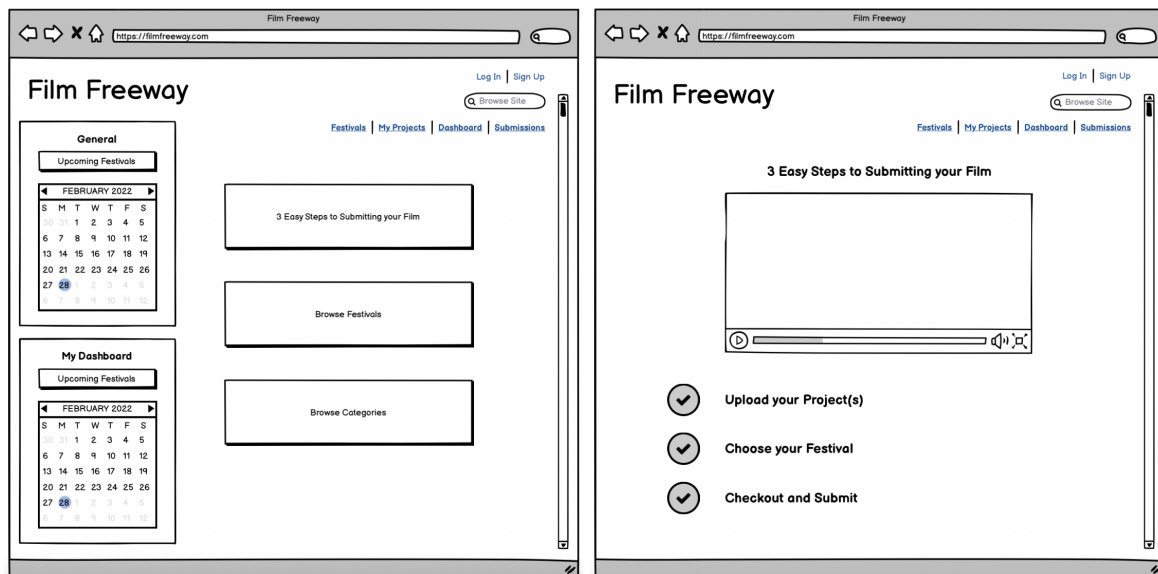 Film Freeway
https://filmfreeway.com
Log In | Sign Up
Film Freeway
Browse Site
Festivals | My Projects | Dashboard | Submissions
General
Upcoming Festivals
FEBRUARY 2022
S M T W T F S
30 31 1 2 3 4 5
6 7 8 9 10 11 12
13 14 15 16 17 18 19
20 21 22 23 24 25 26
27 28 1 2 3 4 5
6 7 8 9 10 11 12
My Dashboard
Upcoming Festivals
FEBRUARY 2022
S M T W T F S
30 31 1 2 3 4 5
6 7 8 9 10 11 12
13 14 15 16 17 18 19
20 21 22 23 24 25 26
27 28 1 2 3 4 5
6 7 8 9 10 11 12
3 Easy Steps to Submitting your Film
Browse Festivals
Browse Categories
Film Freeway
https://filmfreeway.com
Log In | Sign Up
Film Freeway
Browse Site
Festivals | My Projects | Dashboard | Submissions
3 Easy Steps to Submitting your Film
Upload your Project(s)
Choose your Festival
Checkout and Submit